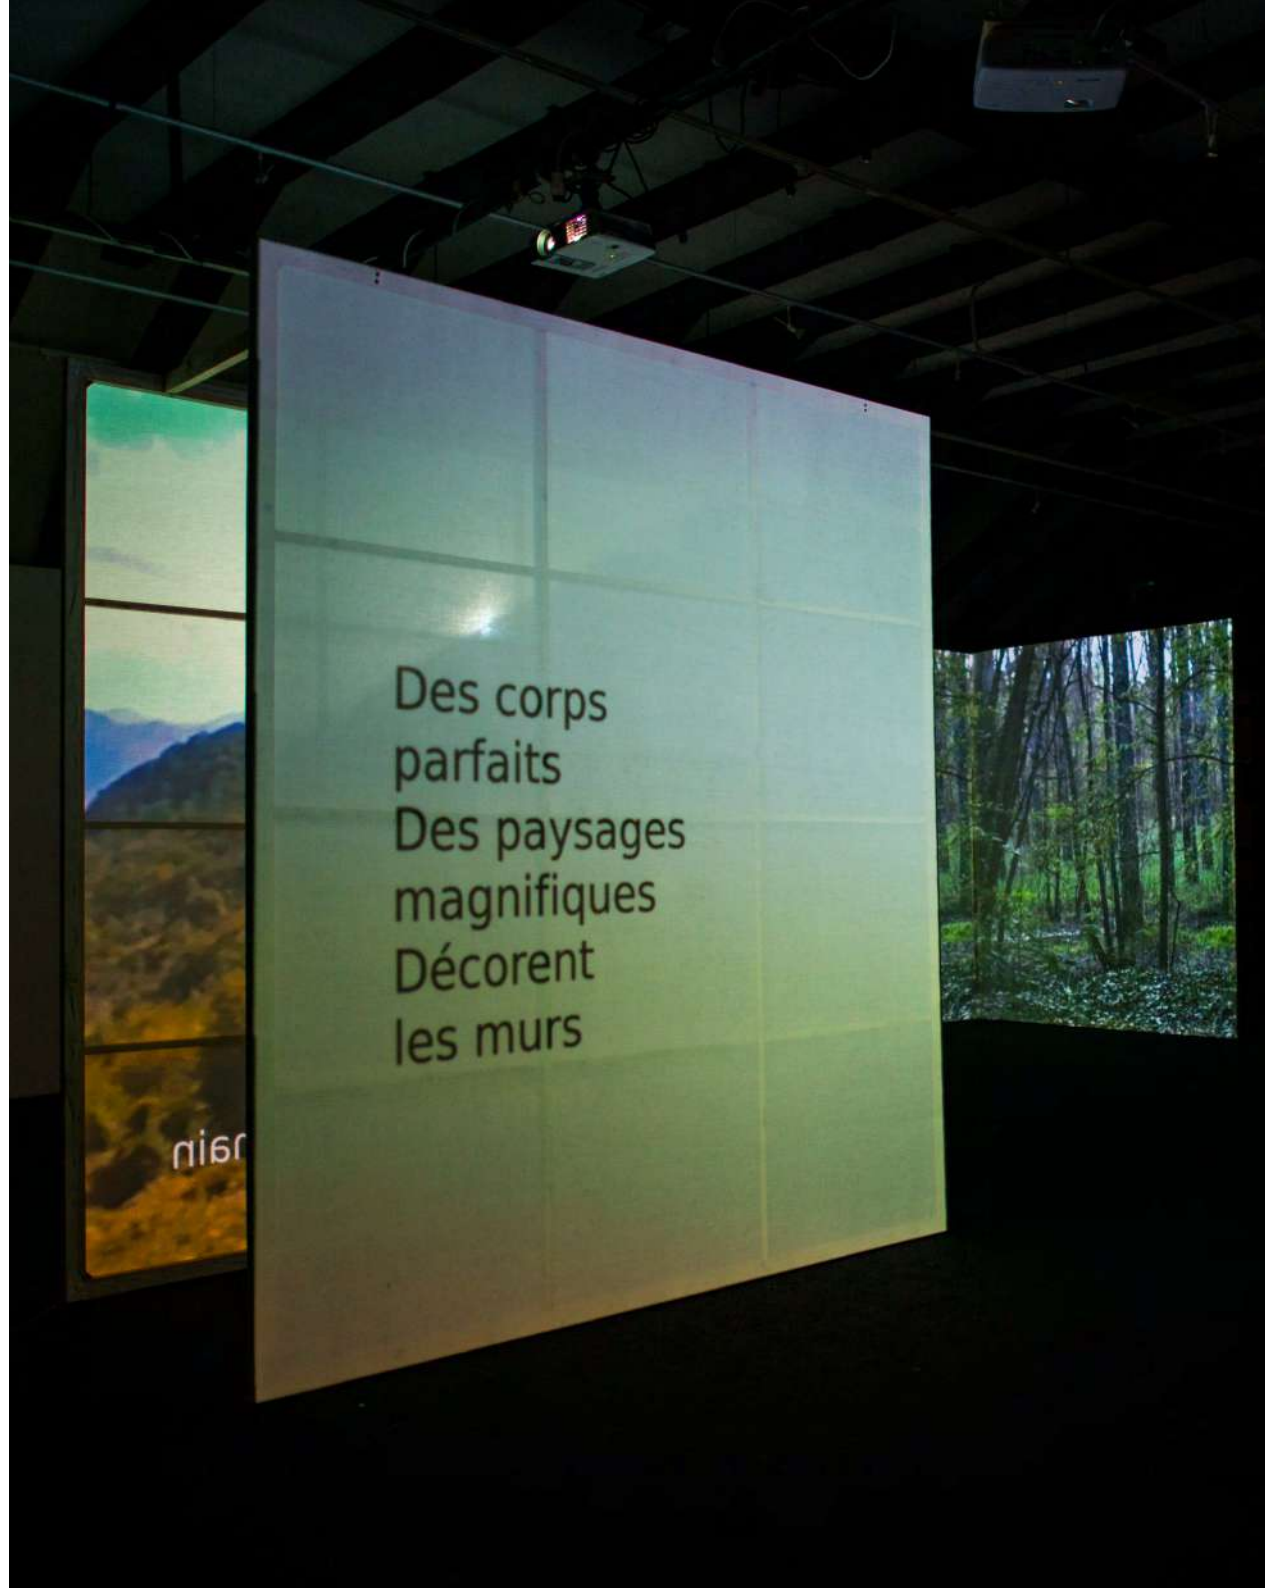 Des corps
parfaits
Des paysages
magnifiques
Décorent
les murs